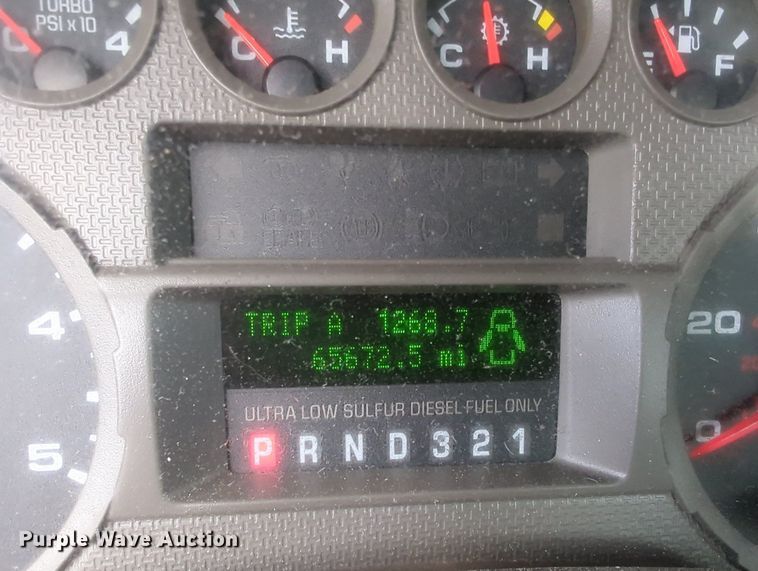 TURBO
PSI x 10
0 4
C H
C H
F
4
5
TRIP A 1268.7
65672.5 mi
ULTRA LOW SULFUR DIESEL FUEL ONLY
P R N D 3 2 1
20
0
Purple Wave Auction